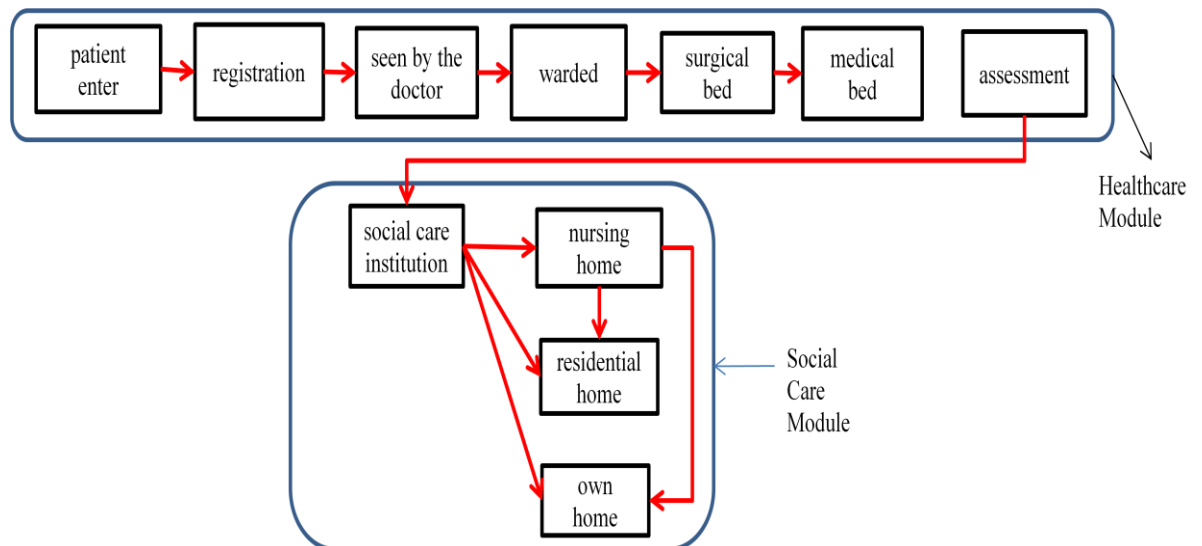 patient
enter
registration
seen by the
doctor
warded
surgical
bed
medical
bed
assessment
Healthcare
Module
social care
institution
nursing
home
residential
home
own
home
Social
Care
Module